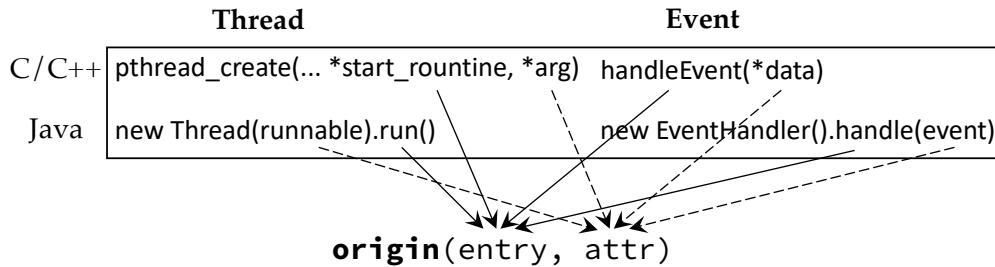 Thread Event
C/C++ pthread_create(... *start_rountine, *arg) handleEvent(*data)
Java new Thread(runnable).run() new EventHandler().handle(event)
origin(entry, attr)